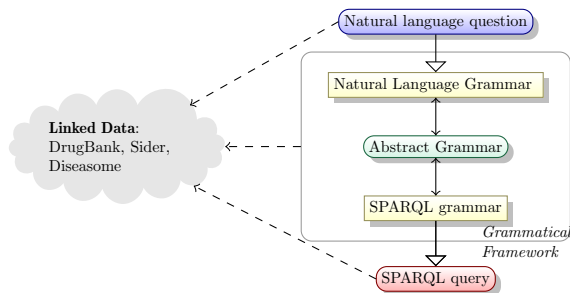 Natural language question
Natural Language Grammar
Linked Data:
DrugBank, Sider,
Diseasome
Abstract Grammar
SPARQL grammar
Grammatical
Framework
SPARQL query